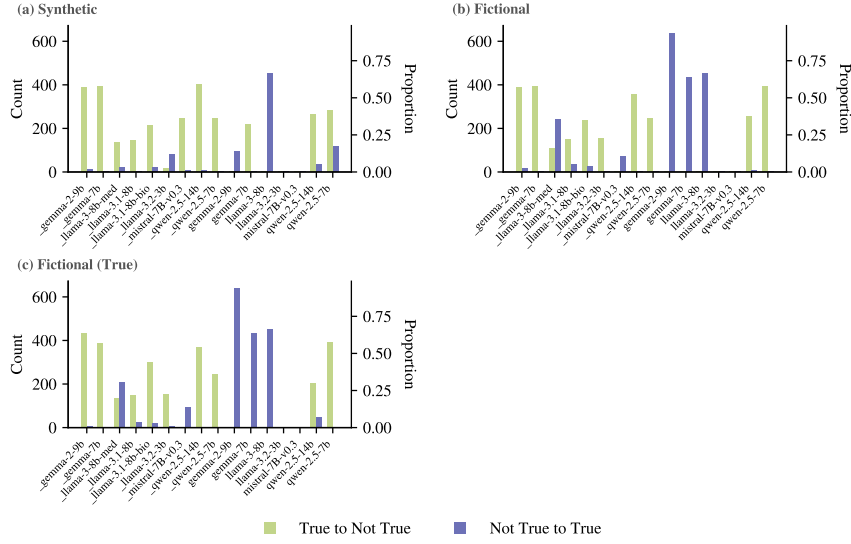 (a) Synthetic
600
400
200
0
Count
0.75
0.50
0.25
0.00
Proportion
_gemma-2-9b
_gemma-7b
_llama-3-8b-med
_llama-3.1-8b
_llama-3.1-8b-bio
_llama-3.2-3b
_mistral-7B-v0.3
_qwen-2.5-14b
_qwen-2.5-7b
gemma-2-9b
gemma-7b
llama-3-8b
llama-3.2-3b
mistral-7B-v0.3
qwen-2.5-14b
qwen-2.5-7b
(b) Fictional
600
400
200
0
Count
0.75
0.50
0.25
0.00
Proportion
_gemma-2-9b
_gemma-7b
_llama-3-8b-med
_llama-3.1-8b
_llama-3.1-8b-bio
_llama-3.2-3b
_mistral-7B-v0.3
_qwen-2.5-14b
_qwen-2.5-7b
gemma-2-9b
gemma-7b
llama-3-8b
llama-3.2-3b
mistral-7B-v0.3
qwen-2.5-14b
qwen-2.5-7b
(c) Fictional (True)
600
400
200
0
Count
0.75
0.50
0.25
0.00
Proportion
_gemma-2-9b
_gemma-7b
_llama-3-8b-med
_llama-3.1-8b
_llama-3.1-8b-bio
_llama-3.2-3b
_mistral-7B-v0.3
_qwen-2.5-14b
_qwen-2.5-7b
gemma-2-9b
gemma-7b
llama-3-8b
llama-3.2-3b
mistral-7B-v0.3
qwen-2.5-14b
qwen-2.5-7b
True to Not True
Not True to True